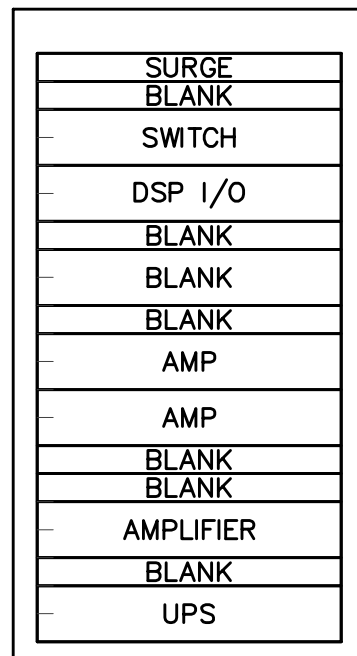 SURGE
BLANK
SWITCH
DSP I/O
BLANK
BLANK
BLANK
AMP
AMP
BLANK
BLANK
AMPLIFIER
BLANK
UPS